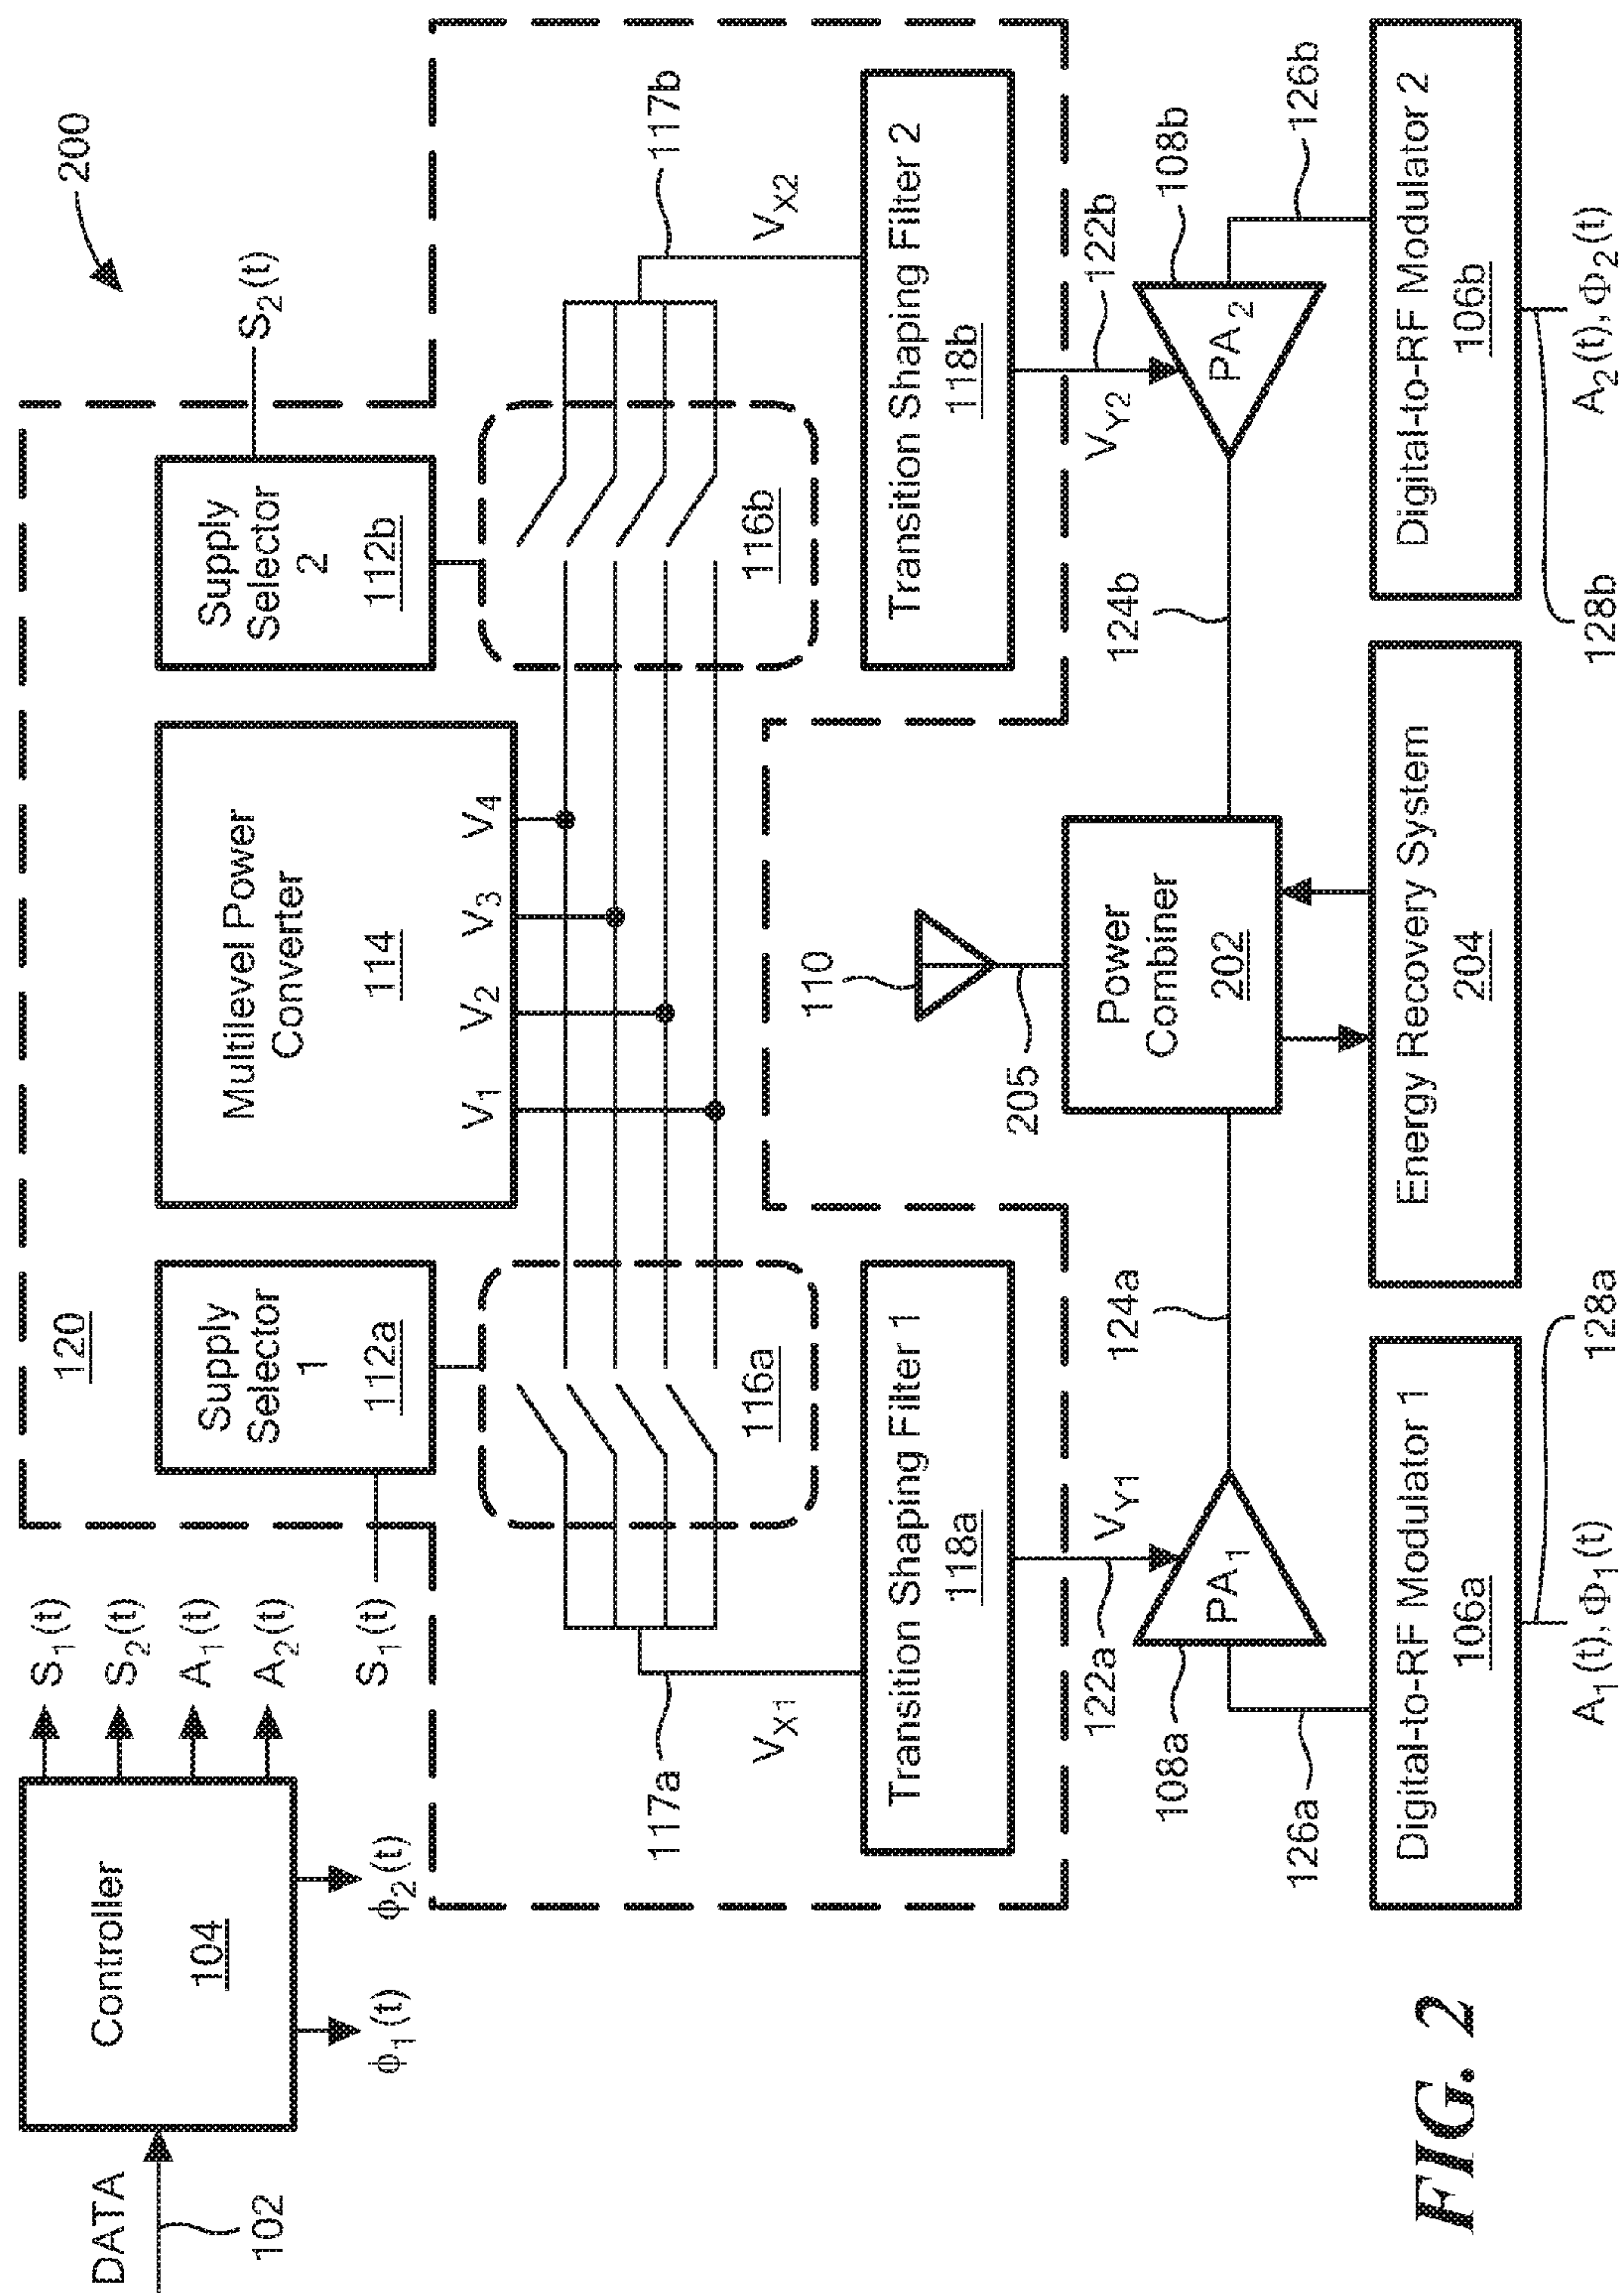 200
DATA
102
Controller
104
S₁(t)
S₂(t)
A₁(t)
A₂(t)
ϕ₁(t)
ϕ₂(t)
120
S₁(t)
Supply
Selector
1
112a
Multilevel Power
Converter
114
V₁
V₂
V₃
V₄
Supply
Selector
2
112b
S₂(t)
116a
116b
117a
117b
V_X1
V_X2
Transition Shaping Filter 1
118a
Transition Shaping Filter 2
118b
110
205
122a
V_Y1
V_Y2
122b
108a
PA₁
124a
Power
Combiner
202
124b
PA₂
108b
126a
126b
Digital-to-RF Modulator 1
106a
Energy Recovery System
204
Digital-to-RF Modulator 2
106b
A₁(t), Φ₁(t)
128a
128b
A₂(t), Φ₂(t)
FIG. 2